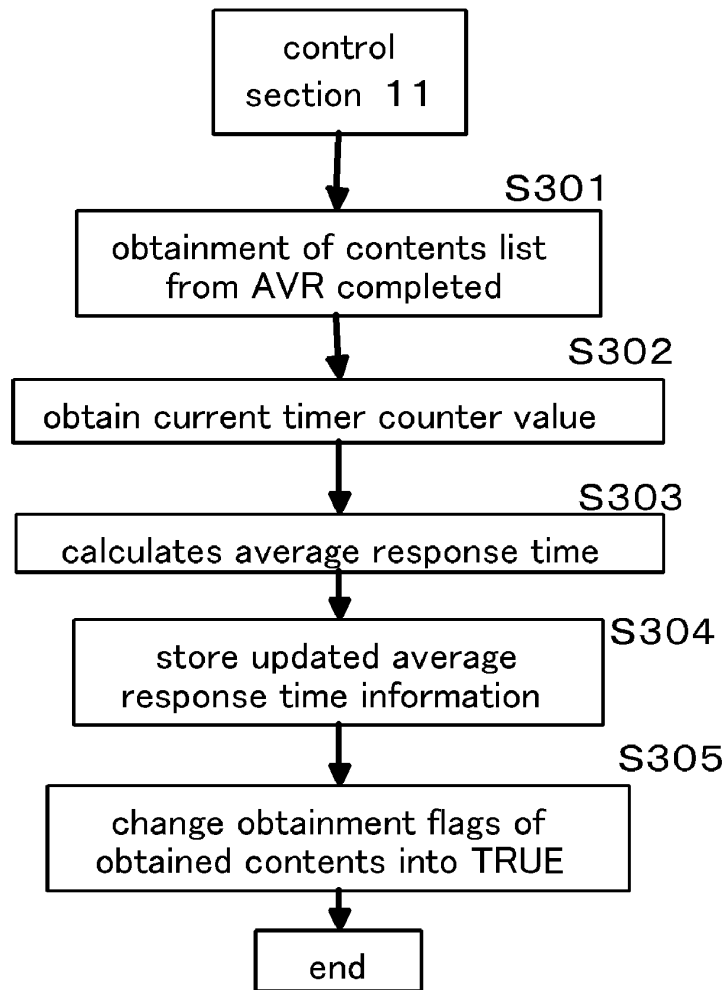 control
section 11
S301
obtainment of contents list
from AVR completed
S302
obtain current timer counter value
S303
calculates average response time
S304
store updated average
response time information
S305
change obtainment flags of
obtained contents into TRUE
end